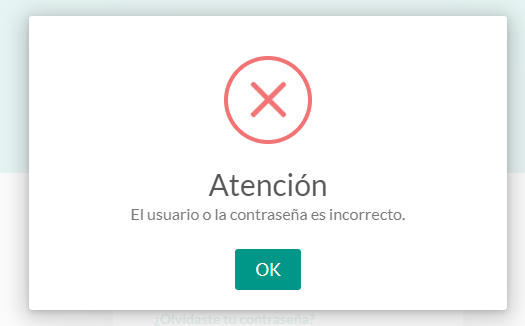 Atención
El usuario o la contraseña es incorrecto.
OK
¿Olvidaste tu contraseña?